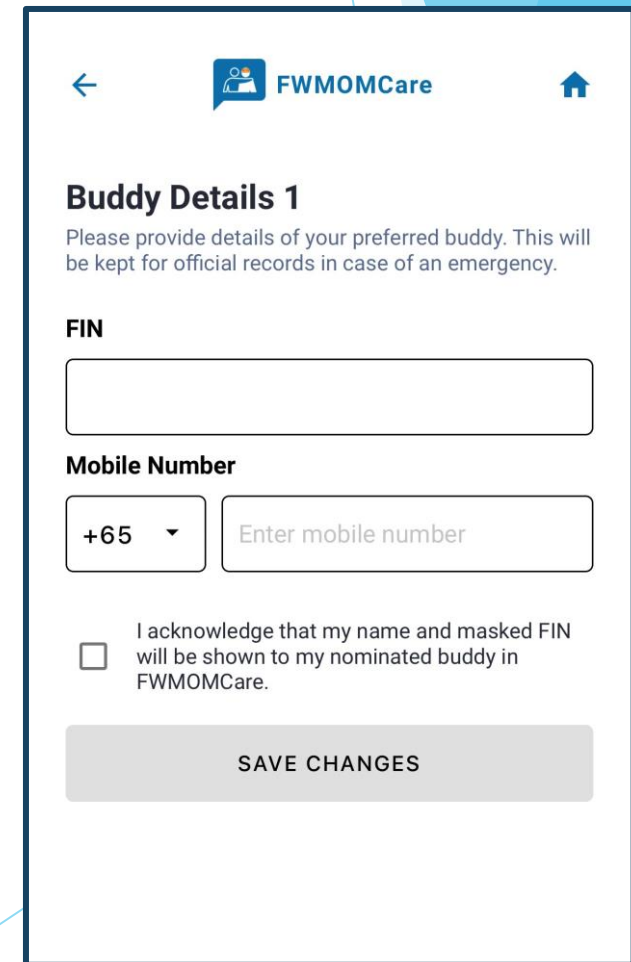 FWMOMCare
Buddy Details 1
Please provide details of your preferred buddy. This will
be kept for official records in case of an emergency.
FIN
Mobile Number
+65
Enter mobile number
I acknowledge that my name and masked FIN
will be shown to my nominated buddy in
FWMOMCare.
SAVE CHANGES